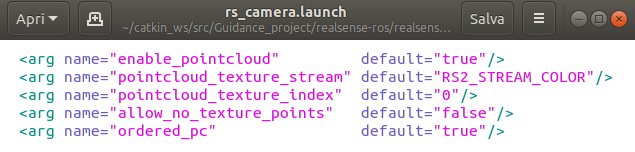 Apri
rs_camera.launch
~/catkin_ws/src/Guidance_project/realsense-ros/realsens...
Salva
<arg name="enable_pointcloud" default="true"/>
<arg name="pointcloud_texture_stream" default="RS2_STREAM_COLOR"/>
<arg name="pointcloud_texture_index" default="0"/>
<arg name="allow_no_texture_points" default="false"/>
<arg name="ordered_pc" default="true"/>